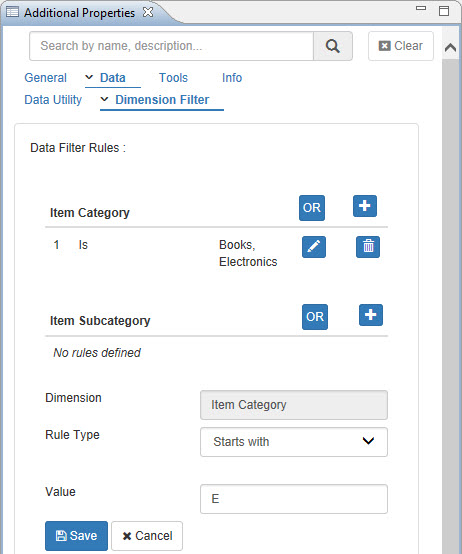 Additional Properties
Search by name, description...
Clear
General Data Tools Info
Data Utility Dimension Filter
Data Filter Rules :
Item Category OR
1 Is Books,
Electronics
Item Subcategory OR
No rules defined
Dimension Item Category
Rule Type Starts with
Value E
Save Cancel